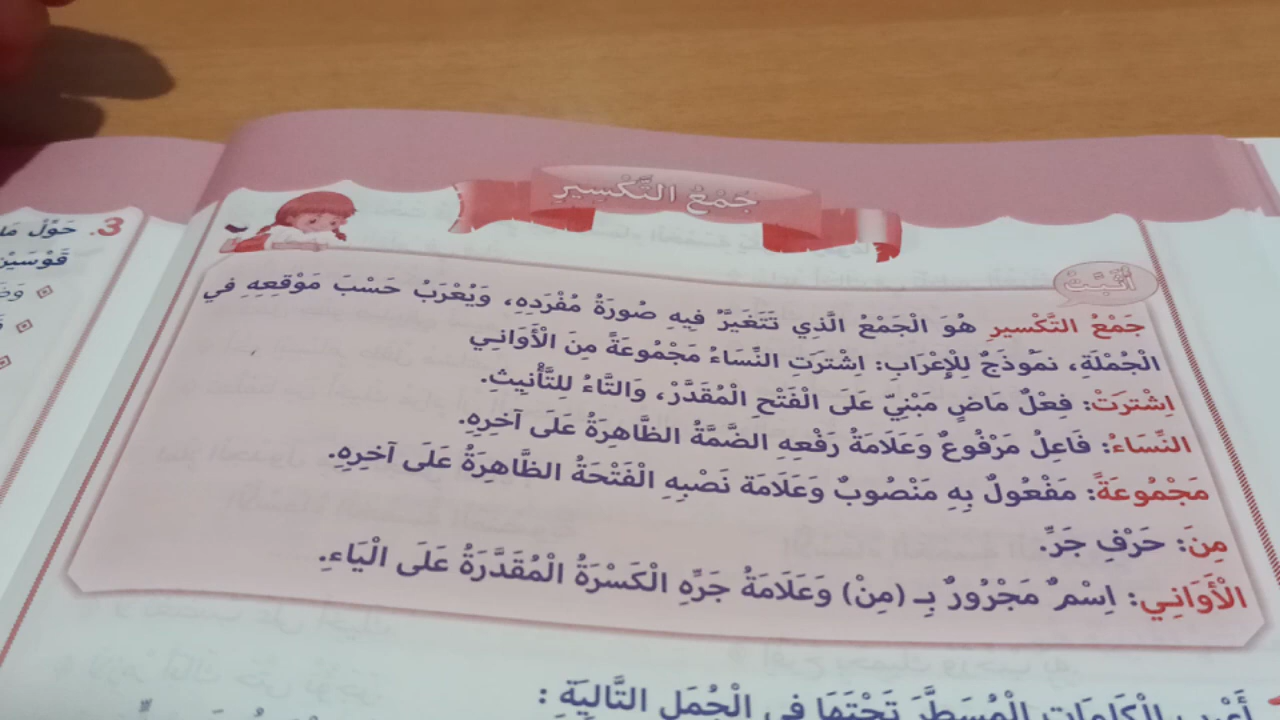 جَمْعُ التَّكْسِيرِ
أَتَثَبَّتُ
جَمْعُ التَّكْسِيرِ هُوَ الْجَمْعُ الَّذِي تَتَغَيَّرُ فِيهِ صُورَةُ مُفْرَدِهِ، وَيُعْرَبُ حَسْبَ مَوْقِعِهِ فِي
الْجُمْلَةِ، نَمُوذَجٌ لِلْإِعْرَابِ: اِشْتَرَتِ النِّسَاءُ مَجْمُوعَةً مِنَ الْأَوَانِي
اِشْتَرَتْ: فِعْلٌ مَاضٍ مَبْنِيٌّ عَلَى الْفَتْحِ الْمُقَدَّرْ، وَالتَّاءُ لِلتَّأْنِيثِ.
النِّسَاءُ: فَاعِلُ مَرْفُوعٌ وَعَلَامَةُ رَفْعِهِ الضَّمَّةُ الظَّاهِرَةُ عَلَى آخِرِهِ.
مَجْمُوعَةً: مَفْعُولٌ بِهِ مَنْصُوبٌ وَعَلَامَة نَصْبِهِ الْفَتْحَةُ الظَّاهِرَةُ عَلَى آخِرِهِ.
مِنَ: حَرْفِ جَرٍّ.
الْأَوَانِي: اِسْمٌ مَجْرُورٌ بِـ (مِنْ) وَعَلَامَةُ جَرِّهِ الْكَسْرَةُ الْمُقَدَّرَةُ عَلَى الْيَاءِ.
الْكَلِمَاتِ الْمُسَطَّرَ تَحْتَهَا فِي الْجُمَلِ التَّالِيَةِ :
3. حَوِّلْ
قَوْسَيْنِ